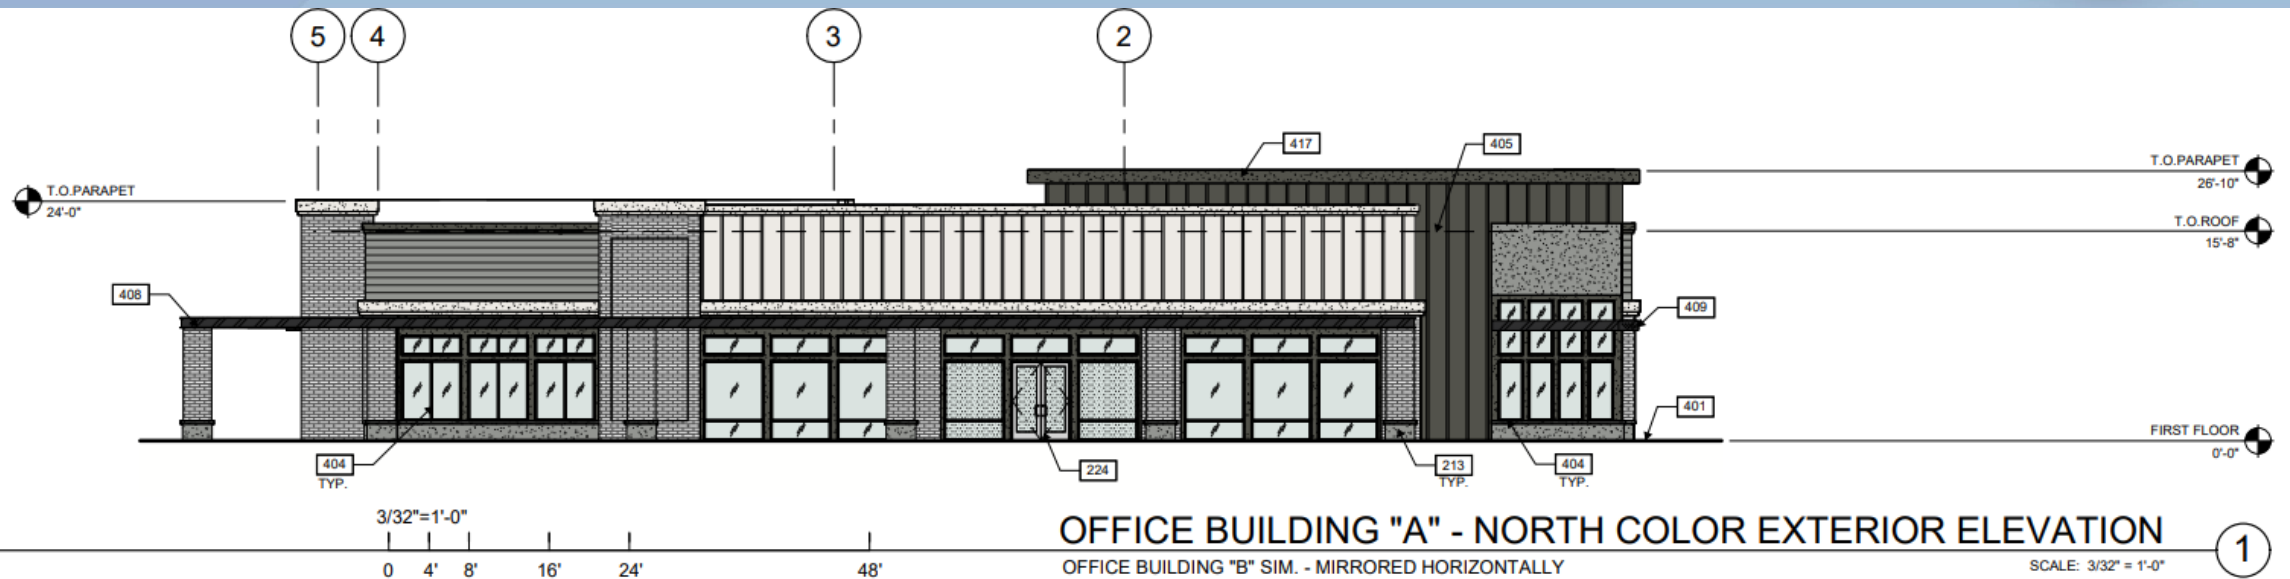 5 4 3 2
417
405
T.O.PARAPET
26'-10"
T.O.PARAPET
24'-0"
T.O.ROOF
15'-8"
408
409
401
FIRST FLOOR
0'-0"
404
TYP.
224
213
TYP.
404
TYP.
3/32"=1'-0"
0 4' 8' 16' 24' 48'
OFFICE BUILDING "A" - NORTH COLOR EXTERIOR ELEVATION
1
OFFICE BUILDING "B" SIM. - MIRRORED HORIZONTALLY
SCALE: 3/32" = 1'-0"